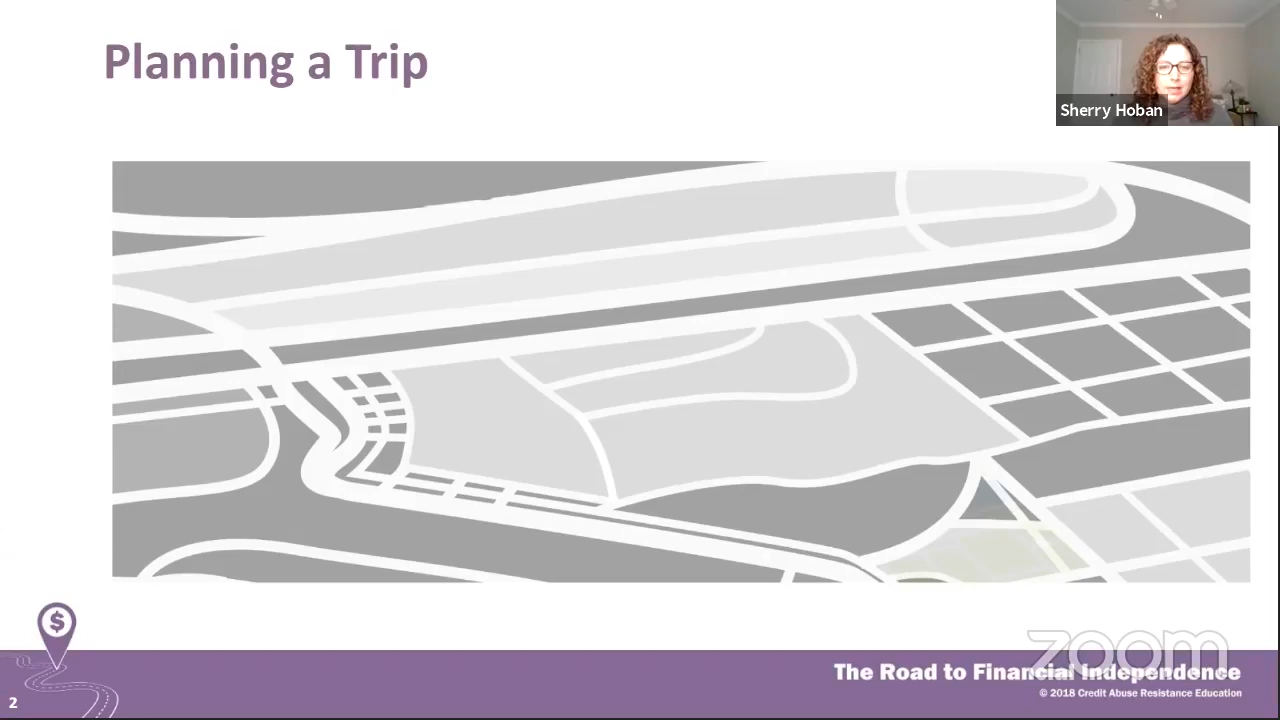 Planning a Trip
Sherry Hoban
$
zoom
The Road to Financial Independence
© 2018 Credit Abuse Resistance Education
2